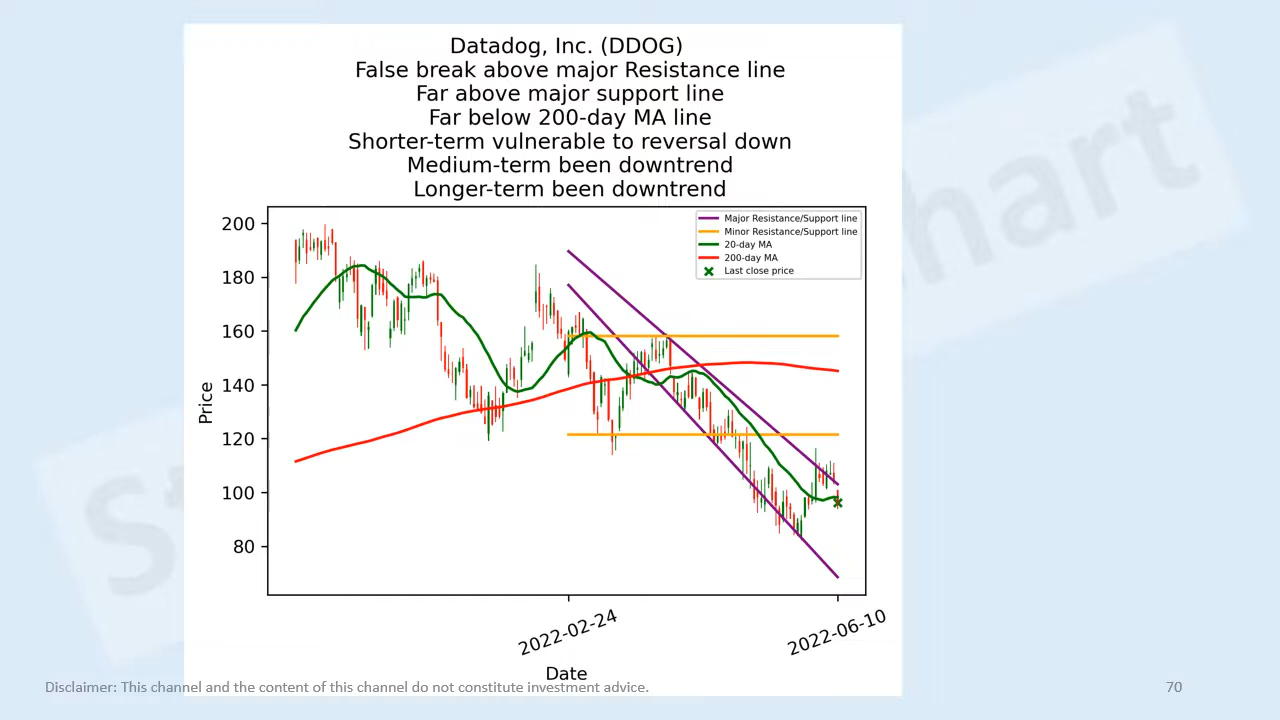 Datadog, Inc. (DDOG)
False break above major Resistance line
Far above major support line
Far below 200-day MA line
Shorter-term vulnerable to reversal down
Medium-term been downtrend
Longer-term been downtrend
Major Resistance/Support line
Minor Resistance/Support line
20-day MA
200-day MA
Last close price
200
180
160
140
120
100
80
Price
2022-02-24
2022-06-10
Date
Disclaimer: This channel and the content of this channel do not constitute investment advice.
70